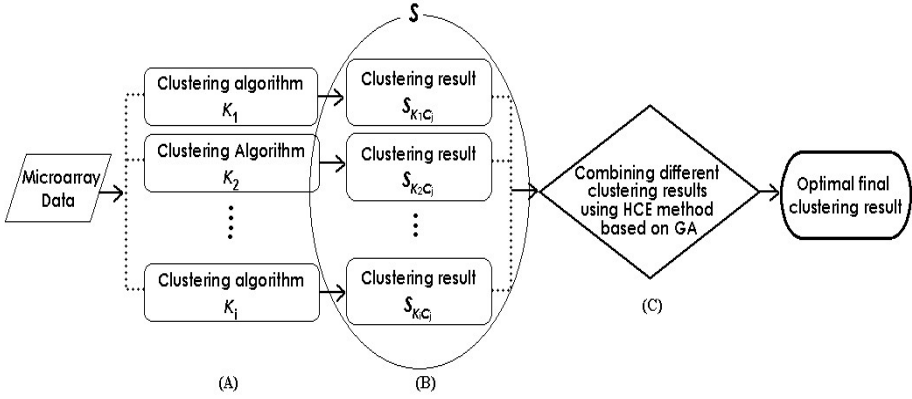 S
Clustering algorithm
K1
Clustering result
SK1Cj
Clustering Algorithm
K2
Clustering result
SK2Cj
Microarray
Data
Combining different
clustering results
using HCE method
based on GA
Optimal final
clustering result
Clustering algorithm
Ki
Clustering result
SKiCj
(A)
(B)
(C)